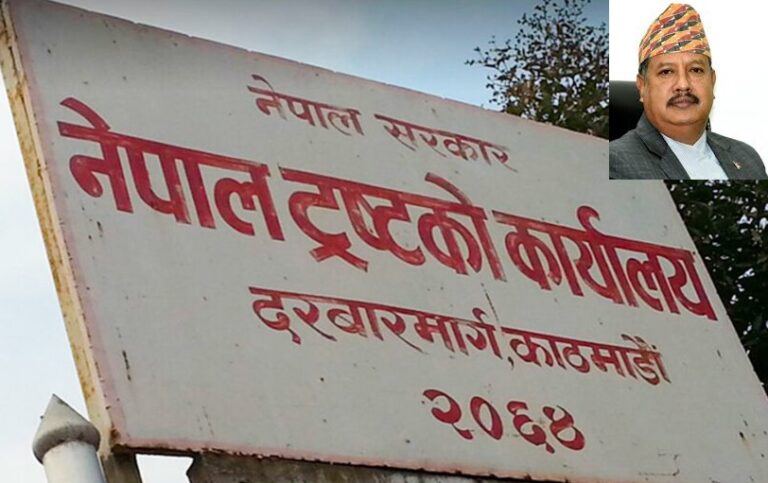 नेपाल सरकार
नेपाल ट्रष्टको कार्यालय
दरबारमार्ग, काठमाडौं
२०६४